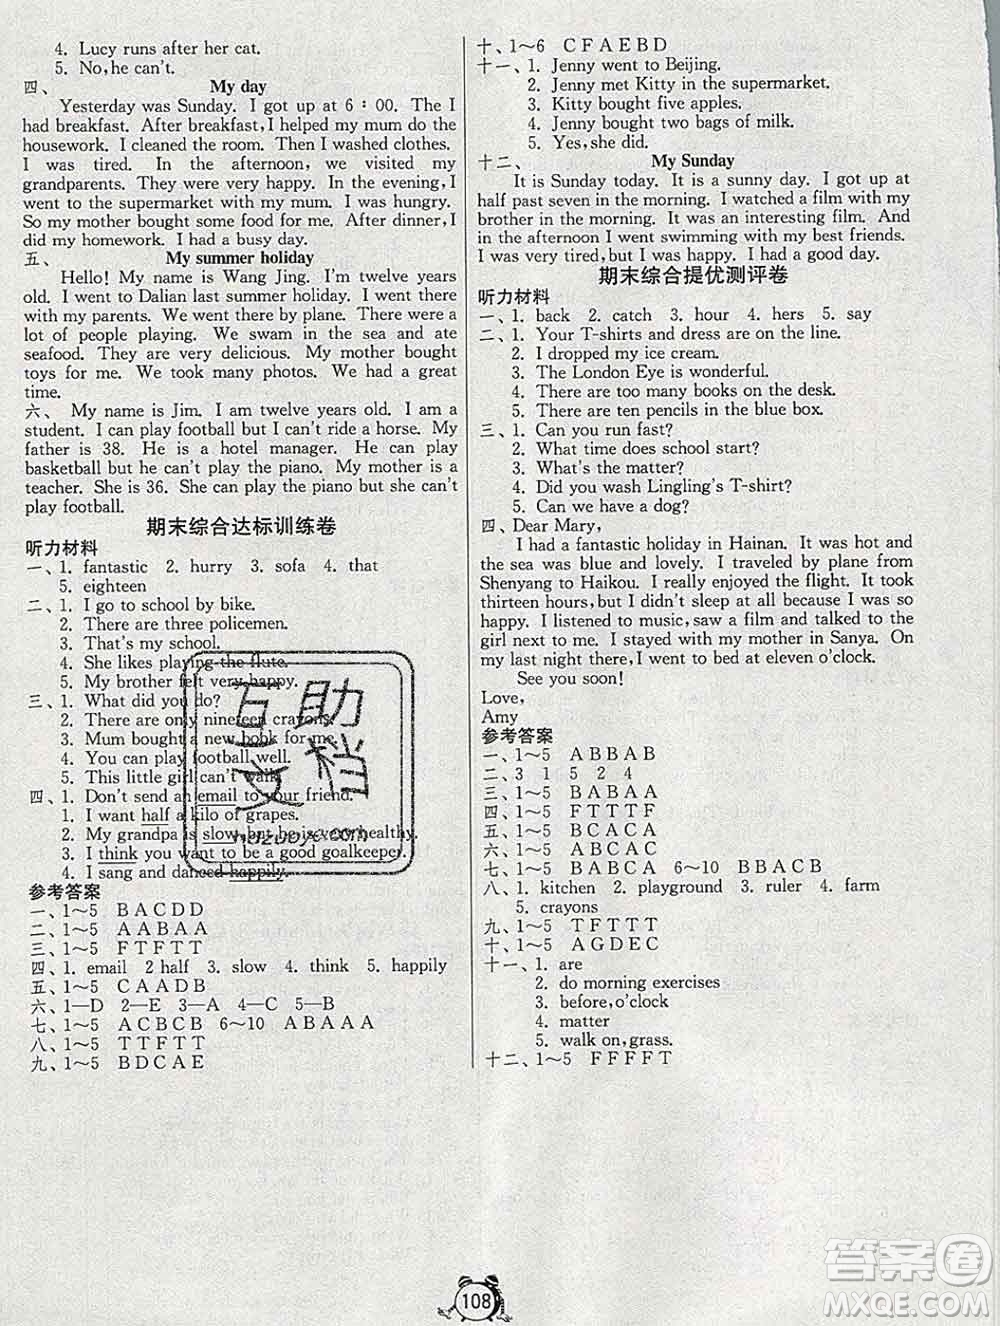 4. Lucy runs after her cat.
5. No, he can't.
四、 My day
Yesterday was Sunday. I got up at 6：00. The I
had breakfast. After breakfast, I helped my mum do the
housework. I cleaned the room. Then I washed clothes.
I was tired. In the afternoon, we visited my
grandparents. They were very happy. In the evening, I
went to the supermarket with my mum. I was hungry.
So my mother bought some food for me. After dinner, I
did my homework. I had a busy day.
五、 My summer holiday
Hello! My name is Wang Jing. I'm twelve years
old. I went to Dalian last summer holiday. I went there
with my parents. We went there by plane. There were a
lot of people playing. We swam in the sea and ate
seafood. They are very delicious. My mother bought
toys for me. We took many photos. We had a great
time.
六、 My name is Jim. I am twelve years old. I am a
student. I can play football but I can't ride a horse. My
father is 38. He is a hotel manager. He can play
basketball but he can't play the piano. My mother is a
teacher. She is 36. She can play the piano but she can't
play football.
期末综合达标训练卷
听力材料
一、1. fantastic 2. hurry 3. sofa 4. that
5. eighteen
二、1. I go to school by bike.
2. There are three policemen.
3. That's my school.
4. She likes playing the flute.
5. My brother felt very happy.
三、1. What did you do?
2. There are only nineteen crayons.
3. Mum bought a new book for me.
4. You can play football well.
5. This little girl can't walk.
四、1. Don't send an email to your friend.
1. I want half a kilo of grapes.
2. My grandpa is slow, but he is very healthy.
3. I think you want to be a good goalkeeper.
4. I sang and danced happily.
参考答案
一、1～5 B A C D D
二、1～5 A A B A A
三、1～5 F T F T T
四、1. email 2 half 3. slow 4. think 5. happily
五、1～5 C A A D B
六、1—D 2—E 3—A 4—C 5—B
七、1～5 A C B C B 6～10 A B A A A
八、1～5 T T F T T
九、1～5 B D C A E
十、1～6 C F A E B D
十一、1. Jenny went to Beijing.
2. Jenny met Kitty in the supermarket.
3. Kitty bought five apples.
4. Jenny bought two bags of milk.
5. Yes, she did.
十二、 My Sunday
It is Sunday today. It is a sunny day. I got up at
half past seven in the morning. I watched a film with my
brother in the morning. It was an interesting film. And
in the afternoon I went swimming with my best friends.
I was very tired, but I was happy. I had a good day.
期末综合提优测评卷
听力材料
一、1. back 2. catch 3. hour 4. hers 5. say
二、1. Your T-shirts and dress are on the line.
2. I dropped my ice cream.
3. The London Eye is wonderful.
4. There are too many books on the desk.
5. There are ten pencils in the blue box.
三、1. Can you run fast?
2. What time does school start?
3. What's the matter?
4. Did you wash Lingling's T-shirt?
5. Can we have a dog?
四、Dear Mary,
I had a fantastic holiday in Hainan. It was hot and
the sea was blue and lovely. I traveled by plane from
Shenyang to Haikou. I really enjoyed the flight. It took
thirteen hours, but I didn't sleep at all because I was so
happy. I listened to music, saw a film and talked to the
girl next to me. I stayed with my mother in Sanya. On
my last night there, I went to bed at eleven o'clock.
See you soon!
Love,
Amy
参考答案
一、1～5 A B B A B
二、3 1 5 2 4
三、1～5 B A B A A
四、1～5 F T T T F
五、1～5 B C A C A
六、1～5 A B C A C
七、1～5 B A B C A 6～10 B B A C B
八、1. kitchen 2. playground 3. ruler 4. farm
5. crayons
九、1～5 T F T T T
十、1～5 A G D E C
十一、1. are
2. do morning exercises
3. before, o'clock
4. matter
5. walk on, grass.
十二、1～5 F F F F T
互助
文档
huzuoye.com
108
答案圈
MXQE.COM